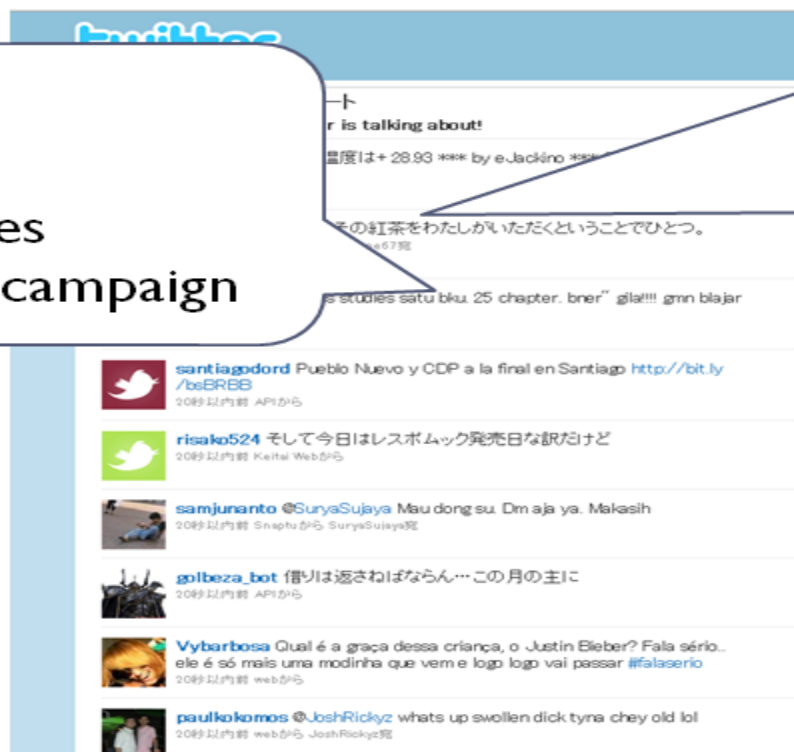 twitter
ート
r is talking about!
温度は+ 28.93 *** by eJackino ***
es
campaign
その紅茶をわたしがいただくということでひとつ。
e67宛
s studies satu bku. 25 chapter. bner" gila!!!! gmn blajar
santiagodord Pueblo Nuevo y CDP a la final en Santiago http://bit.ly
/bsBRBB
20秒以内前 APIから
risako524 そして今日はレスポムック発売日な訳だけど
20秒以内前 Keitai Webから
samjunanto @SuryaSujaya Mau dong su. Dm aja ya. Makasih
20秒以内前 Snaptuから SuryaSujaya宛
golbeza_bot 借りは返さねばならん…この月の主に
20秒以内前 APIから
Vybarbosa Qual é a graça dessa criança, o Justin Bieber? Fala sério..
ele é só mais uma modinha que vem e logo logo vai passar #falaserio
20秒以内前 webから
paulkokomos @JoshRickyz whats up swollen dick tyna chey old lol
20秒以内前 webから JoshRickyz宛